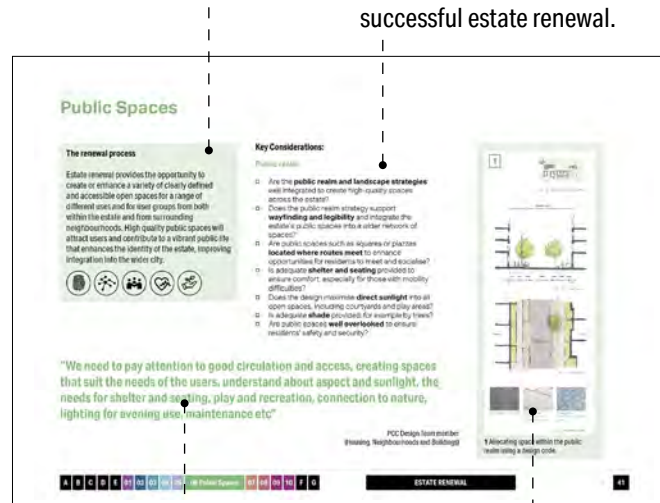 successful estate renewal.
Public Spaces
The renewal process
Estate renewal provides the opportunity to
create or enhance a variety of clearly defined
and accessible open spaces for a range of
different uses and for user groups from both
within the estate and from surrounding
neighbourhoods. High quality public spaces will
attract users and contribute to a vibrant public life
that enhances the identity of the estate, improving
integration into the wider city.
Key Considerations:
Public realm
Are the public realm and landscape strategies
well integrated to create high-quality spaces
across the estate?
Does the public realm strategy support
wayfinding and legibility and integrate the
estate's public spaces into a wider network of
spaces?
Are public spaces such as squares or plazas
located where routes meet to enhance
opportunities for residents to meet and socialise?
Is adequate shelter and seating provided to
ensure comfort, especially for those with mobility
difficulties?
Does the design maximise direct sunlight into all
open spaces, including courtyards and play areas?
Is adequate shade provided, for example by trees?
Are public spaces well overlooked to ensure
residents' safety and security?
1
"We need to pay attention to good circulation and access, creating spaces
that suit the needs of the users, understand about aspect and sunlight, the
needs for shelter and seating, play and recreation, connection to nature,
lighting for evening use, maintenance etc"
PCC Design Team member
(Housing, Neighbourhoods and Buildings)
1 Allocating space within the public
realm using a design code.
A B C D E 01 02 03 04 05 06 Public Spaces 07 08 09 10 F G
ESTATE RENEWAL
41